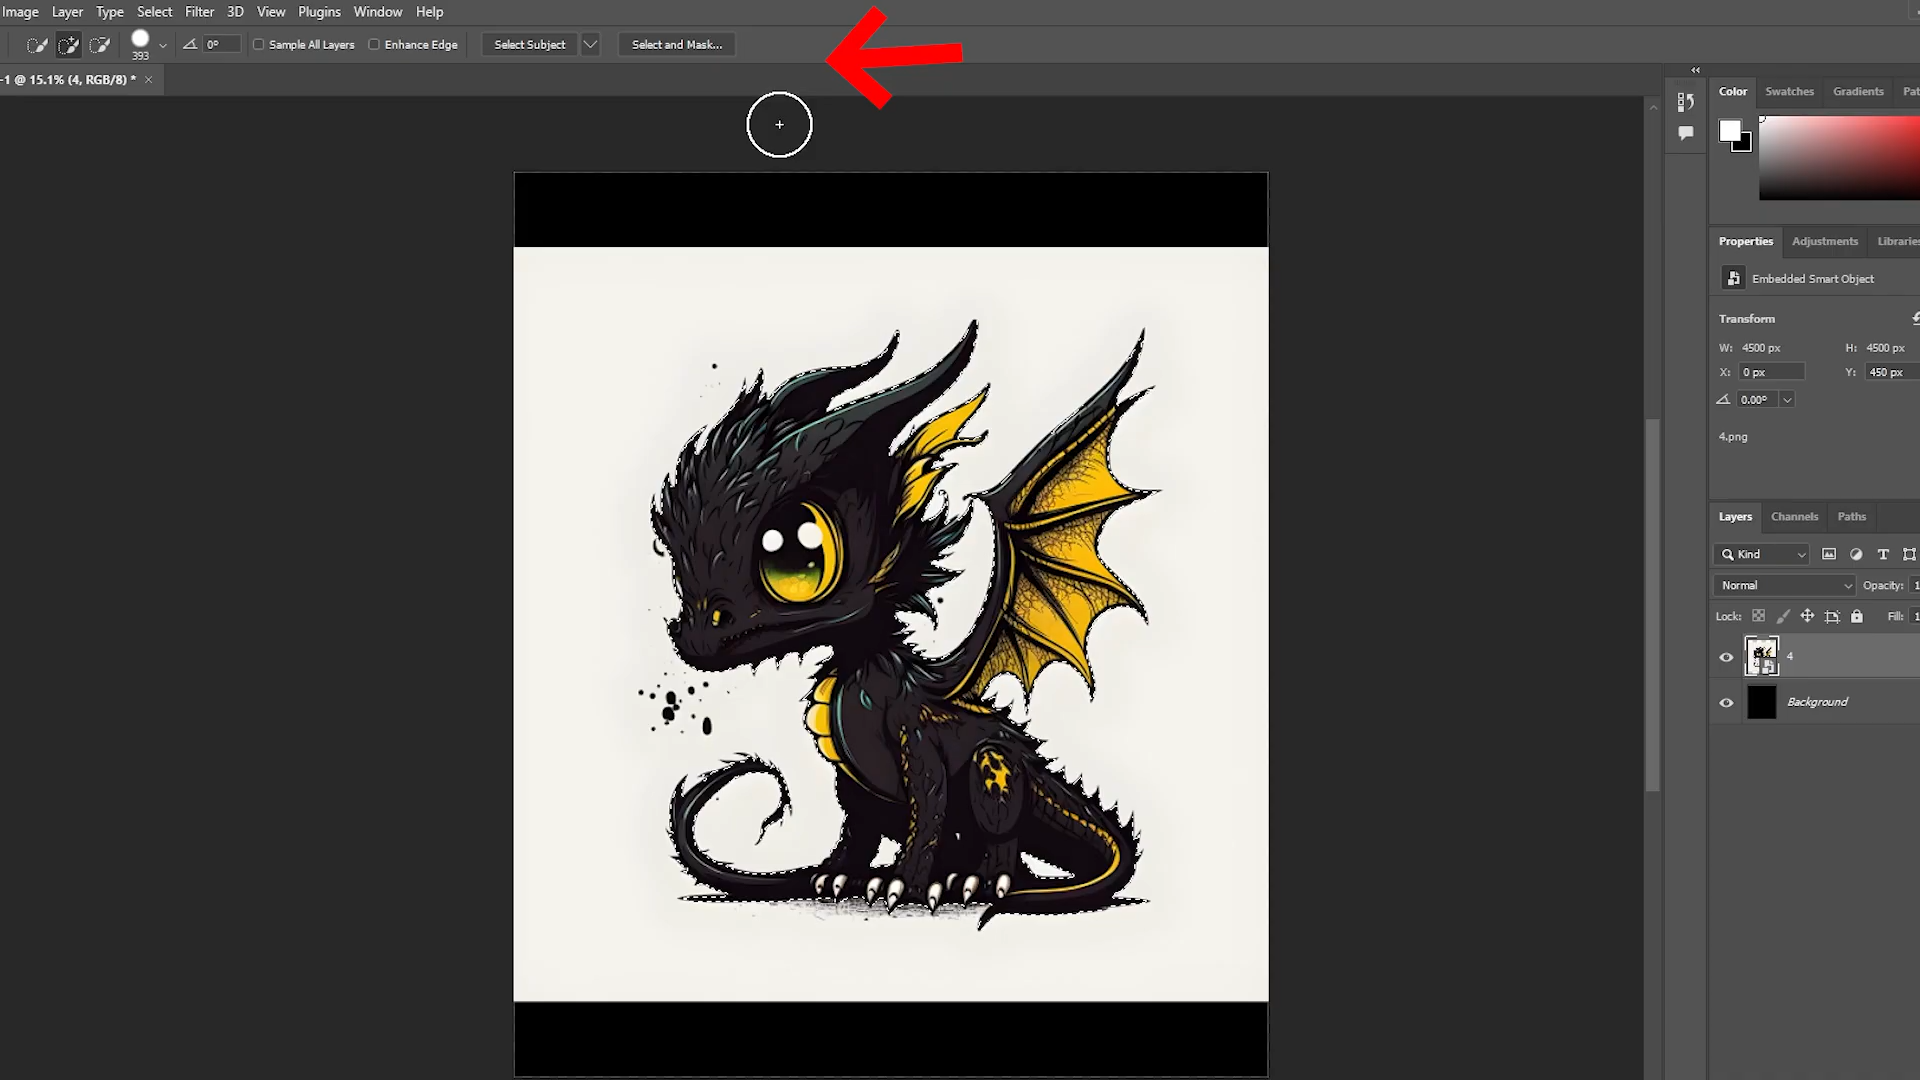 Image Layer Type Select Filter 3D View Plugins Window Help
393 0° Sample All Layers Enhance Edge Select Subject Select and Mask...
-1 @ 15.1% (4, RGB/8) * ×
Color Swatches Gradients Pat
Properties Adjustments Libraries
Embedded Smart Object
Transform
W: 4500 px H: 4500 px
X: 0 px Y: 450 px
0.00°
4.png
Layers Channels Paths
Kind
Normal Opacity: 1
Lock: Fill: 1
4
Background